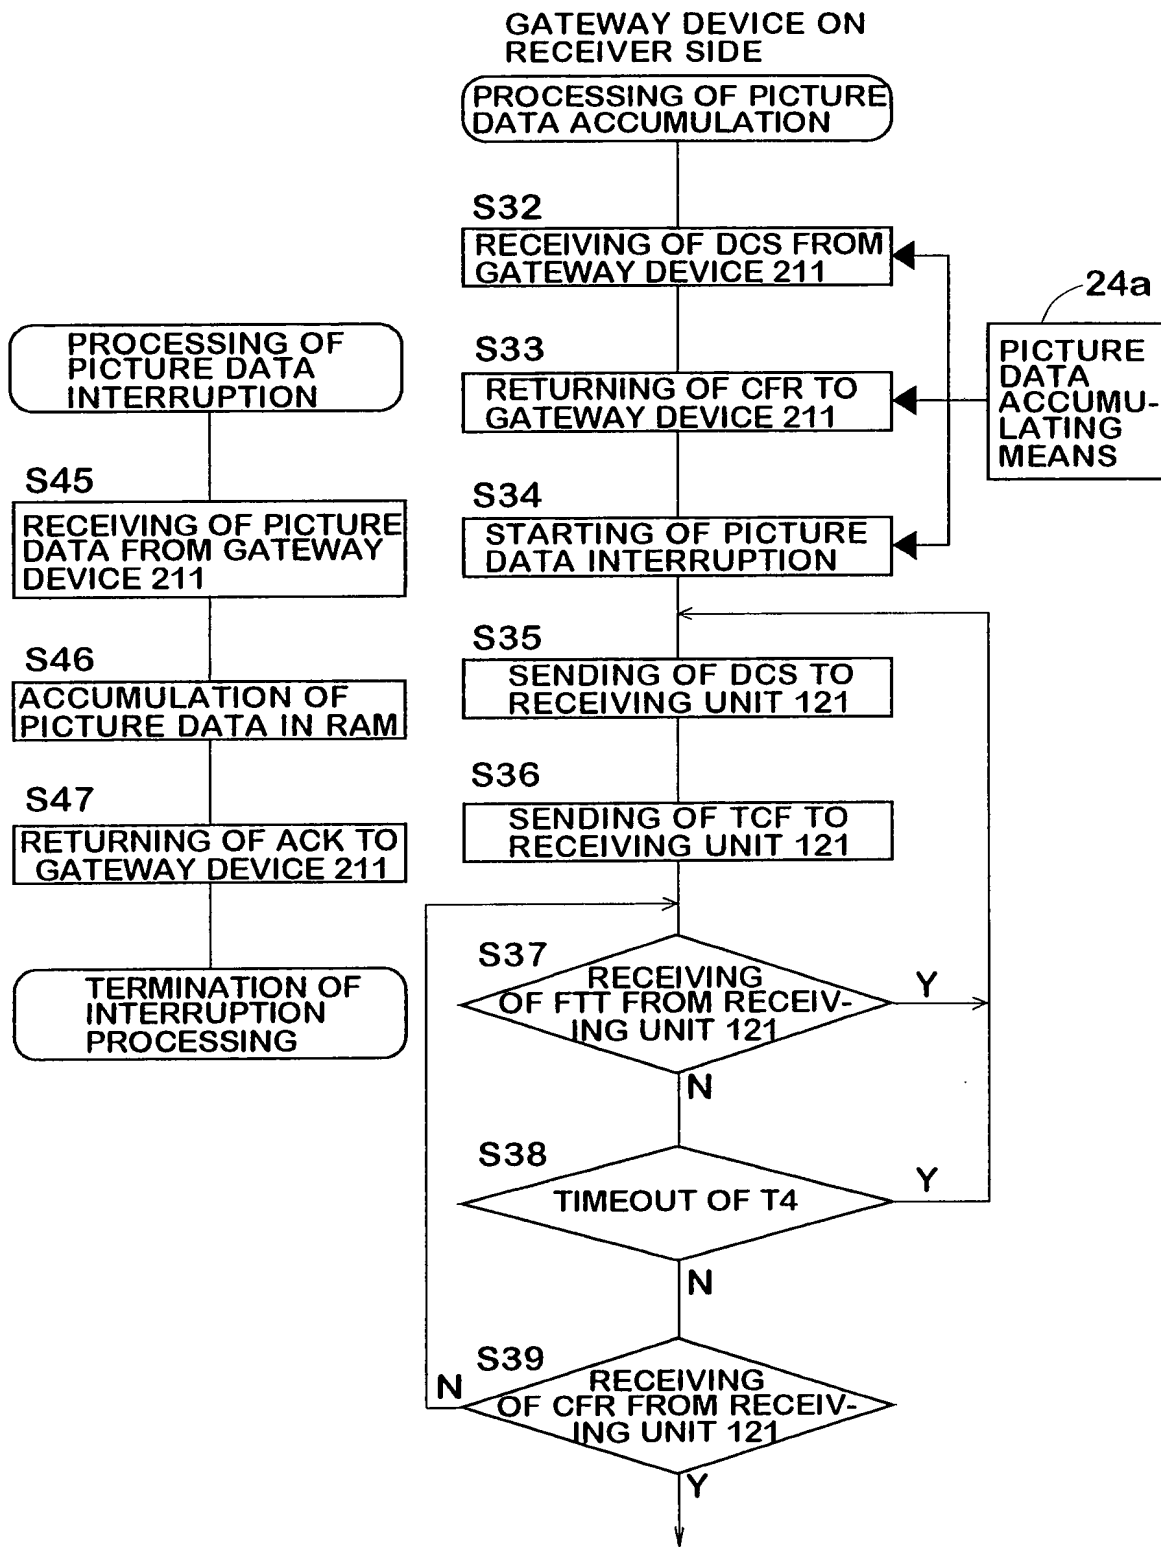 GATEWAY DEVICE ON
RECEIVER SIDE
PROCESSING OF PICTURE
DATA ACCUMULATION
S32
RECEIVING OF DCS FROM
GATEWAY DEVICE 211
24a
PICTURE
DATA
ACCUMU-
LATING
MEANS
S33
RETURNING OF CFR TO
GATEWAY DEVICE 211
S34
STARTING OF PICTURE
DATA INTERRUPTION
S35
SENDING OF DCS TO
RECEIVING UNIT 121
S36
SENDING OF TCF TO
RECEIVING UNIT 121
S37
RECEIVING
OF FTT FROM RECEIV-
ING UNIT 121
Y
N
S38
TIMEOUT OF T4
Y
N
S39
RECEIVING
OF CFR FROM RECEIV-
ING UNIT 121
N
Y
PROCESSING OF
PICTURE DATA
INTERRUPTION
S45
RECEIVING OF PICTURE
DATA FROM GATEWAY
DEVICE 211
S46
ACCUMULATION OF
PICTURE DATA IN RAM
S47
RETURNING OF ACK TO
GATEWAY DEVICE 211
TERMINATION OF
INTERRUPTION
PROCESSING